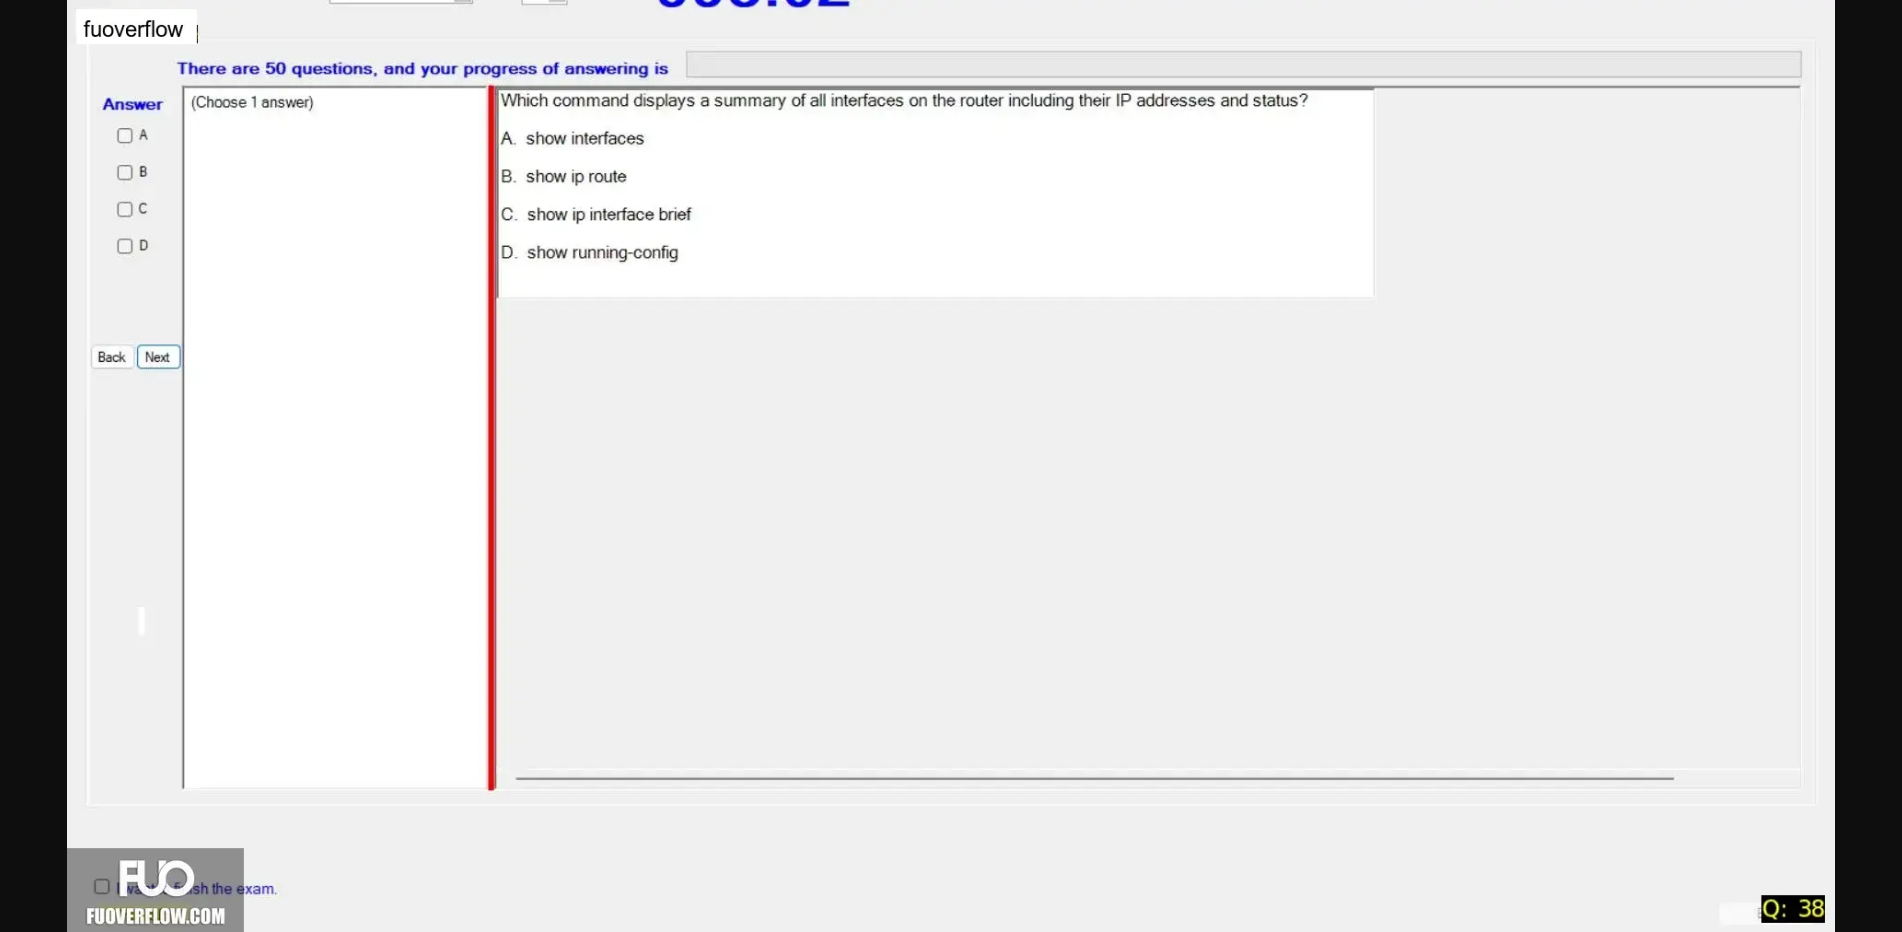 fuoverflow
There are 50 questions, and your progress of answering is
Answer
(Choose 1 answer)
Which command displays a summary of all interfaces on the router including their IP addresses and status?
A
A. show interfaces
B
B. show ip route
C
C. show ip interface brief
D
D. show running-config
Back Next
FUO
sh the exam.
FUOVERFLOW.COM
Q: 38